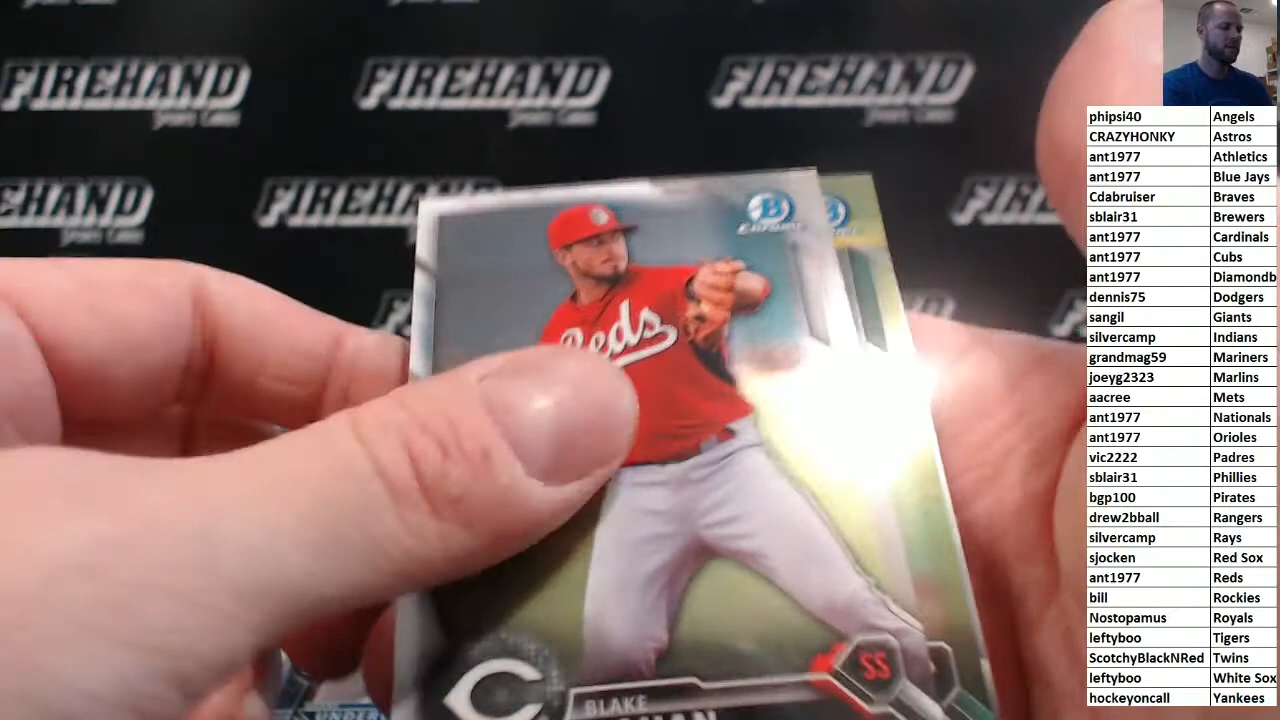 FIREHAND FIREHAND FIREHAND
SPORTS CARDS
FIREHAND
B
Reds
C
SS
BLAKE
UNDER
phipsi40 Angels
CRAZYHONKY Astros
ant1977 Athletics
ant1977 Blue Jays
Cdabruiser Braves
sblair31 Brewers
ant1977 Cardinals
ant1977 Cubs
ant1977 Diamondb
dennis75 Dodgers
sangil Giants
silvercamp Indians
grandmag59 Mariners
joeyg2323 Marlins
aacree Mets
ant1977 Nationals
ant1977 Orioles
vic2222 Padres
sblair31 Phillies
bgp100 Pirates
drew2bball Rangers
silvercamp Rays
sjocken Red Sox
ant1977 Reds
bill Rockies
Nostopamus Royals
leftyboo Tigers
ScotchyBlackNRed Twins
leftyboo White Sox
hockeyoncall Yankees